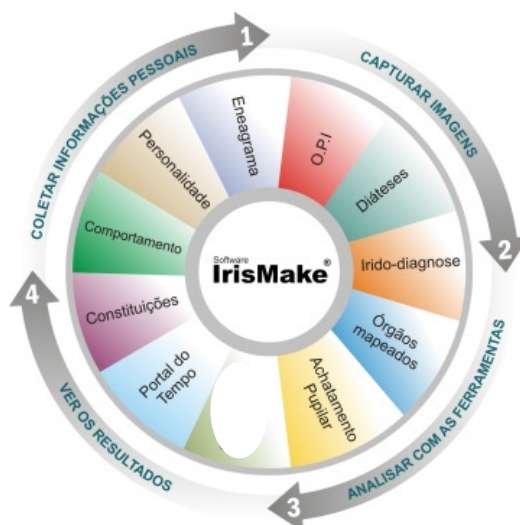 1
CAPTURAR IMAGENS
2
ANALISAR COM AS FERRAMENTAS
3
VER OS RESULTADOS
4
COLETAR INFORMAÇÕES PESSOAIS
Eneagrama
O.P.I
Diáteses
Irido-diagnose
Órgãos
mapeados
Achatamento
Pupilar
Portal do
Tempo
Constituições
Comportamento
Personalidade
Software
IrisMake®